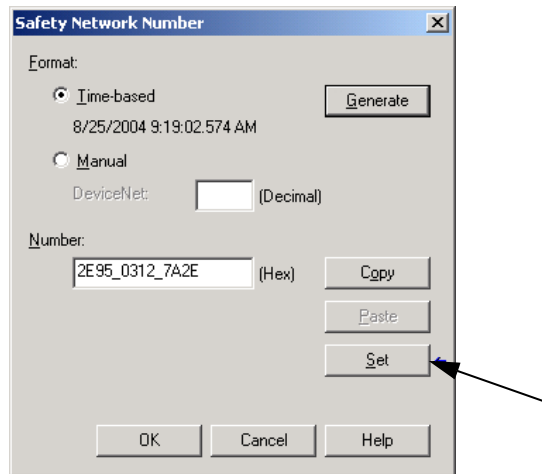 Safety Network Number
Format:
Time-based
Generate
8/25/2004 9:19:02.574 AM
Manual
DeviceNet:
(Decimal)
Number:
2E95_0312_7A2E
(Hex)
Copy
Paste
Set
OK
Cancel
Help